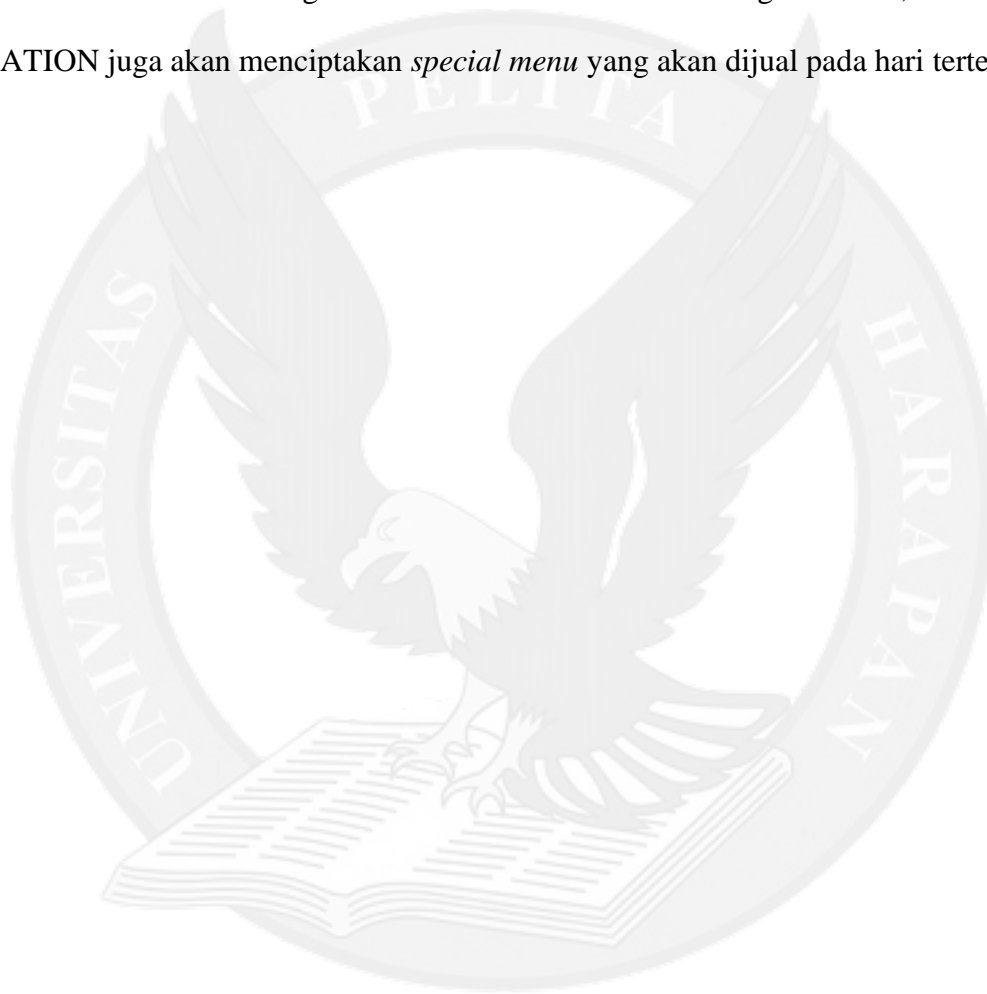 ATION juga akan menciptakan special menu yang akan dijual pada hari terte
PELITA
UNIVERSITAS
HARAPAN